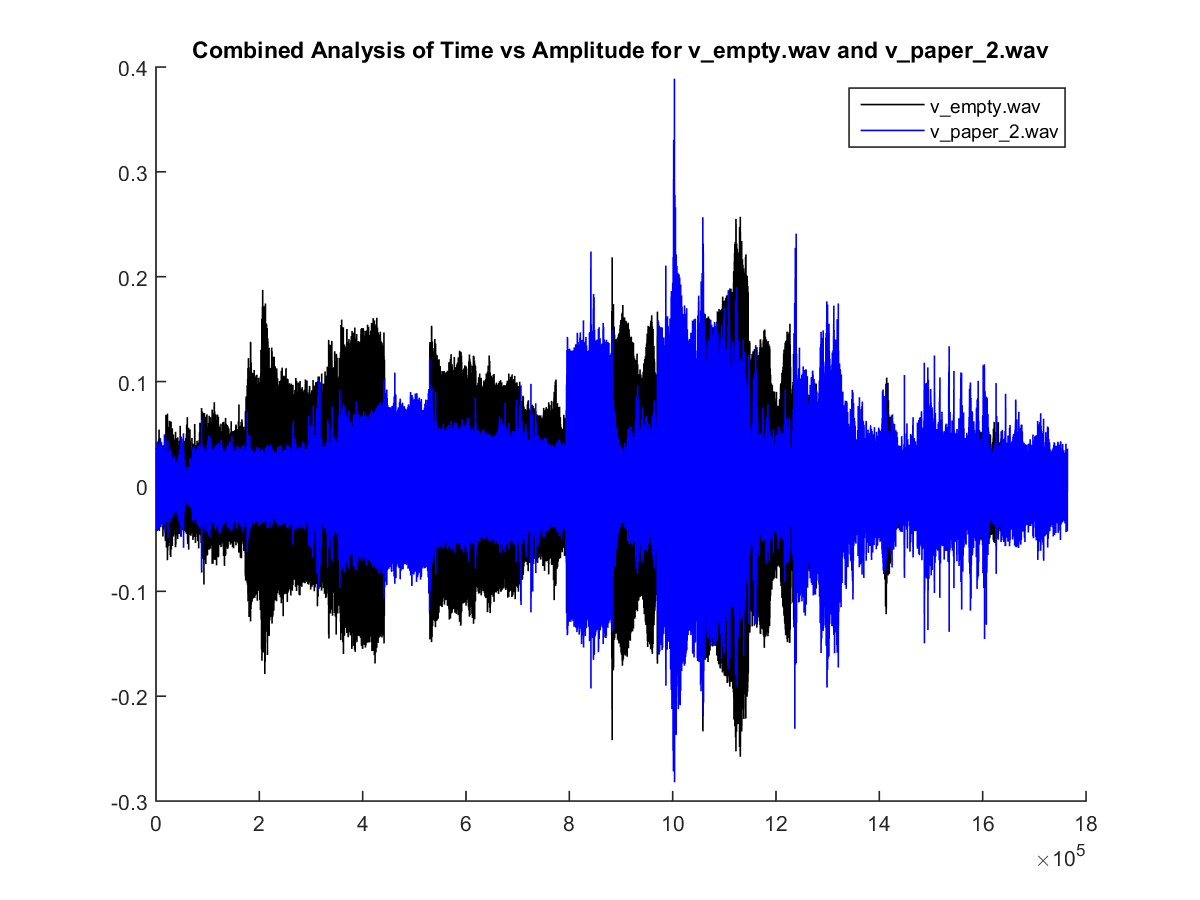 Combined Analysis of Time vs Amplitude for v_empty.wav and v_paper_2.wav
v_empty.wav
v_paper_2.wav
0.4
0.3
0.2
0.1
0
-0.1
-0.2
-0.3
0 2 4 6 8 10 12 14 16 18
×10^5